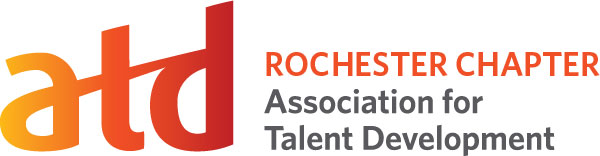 atd
ROCHESTER CHAPTER
Association for
Talent Development